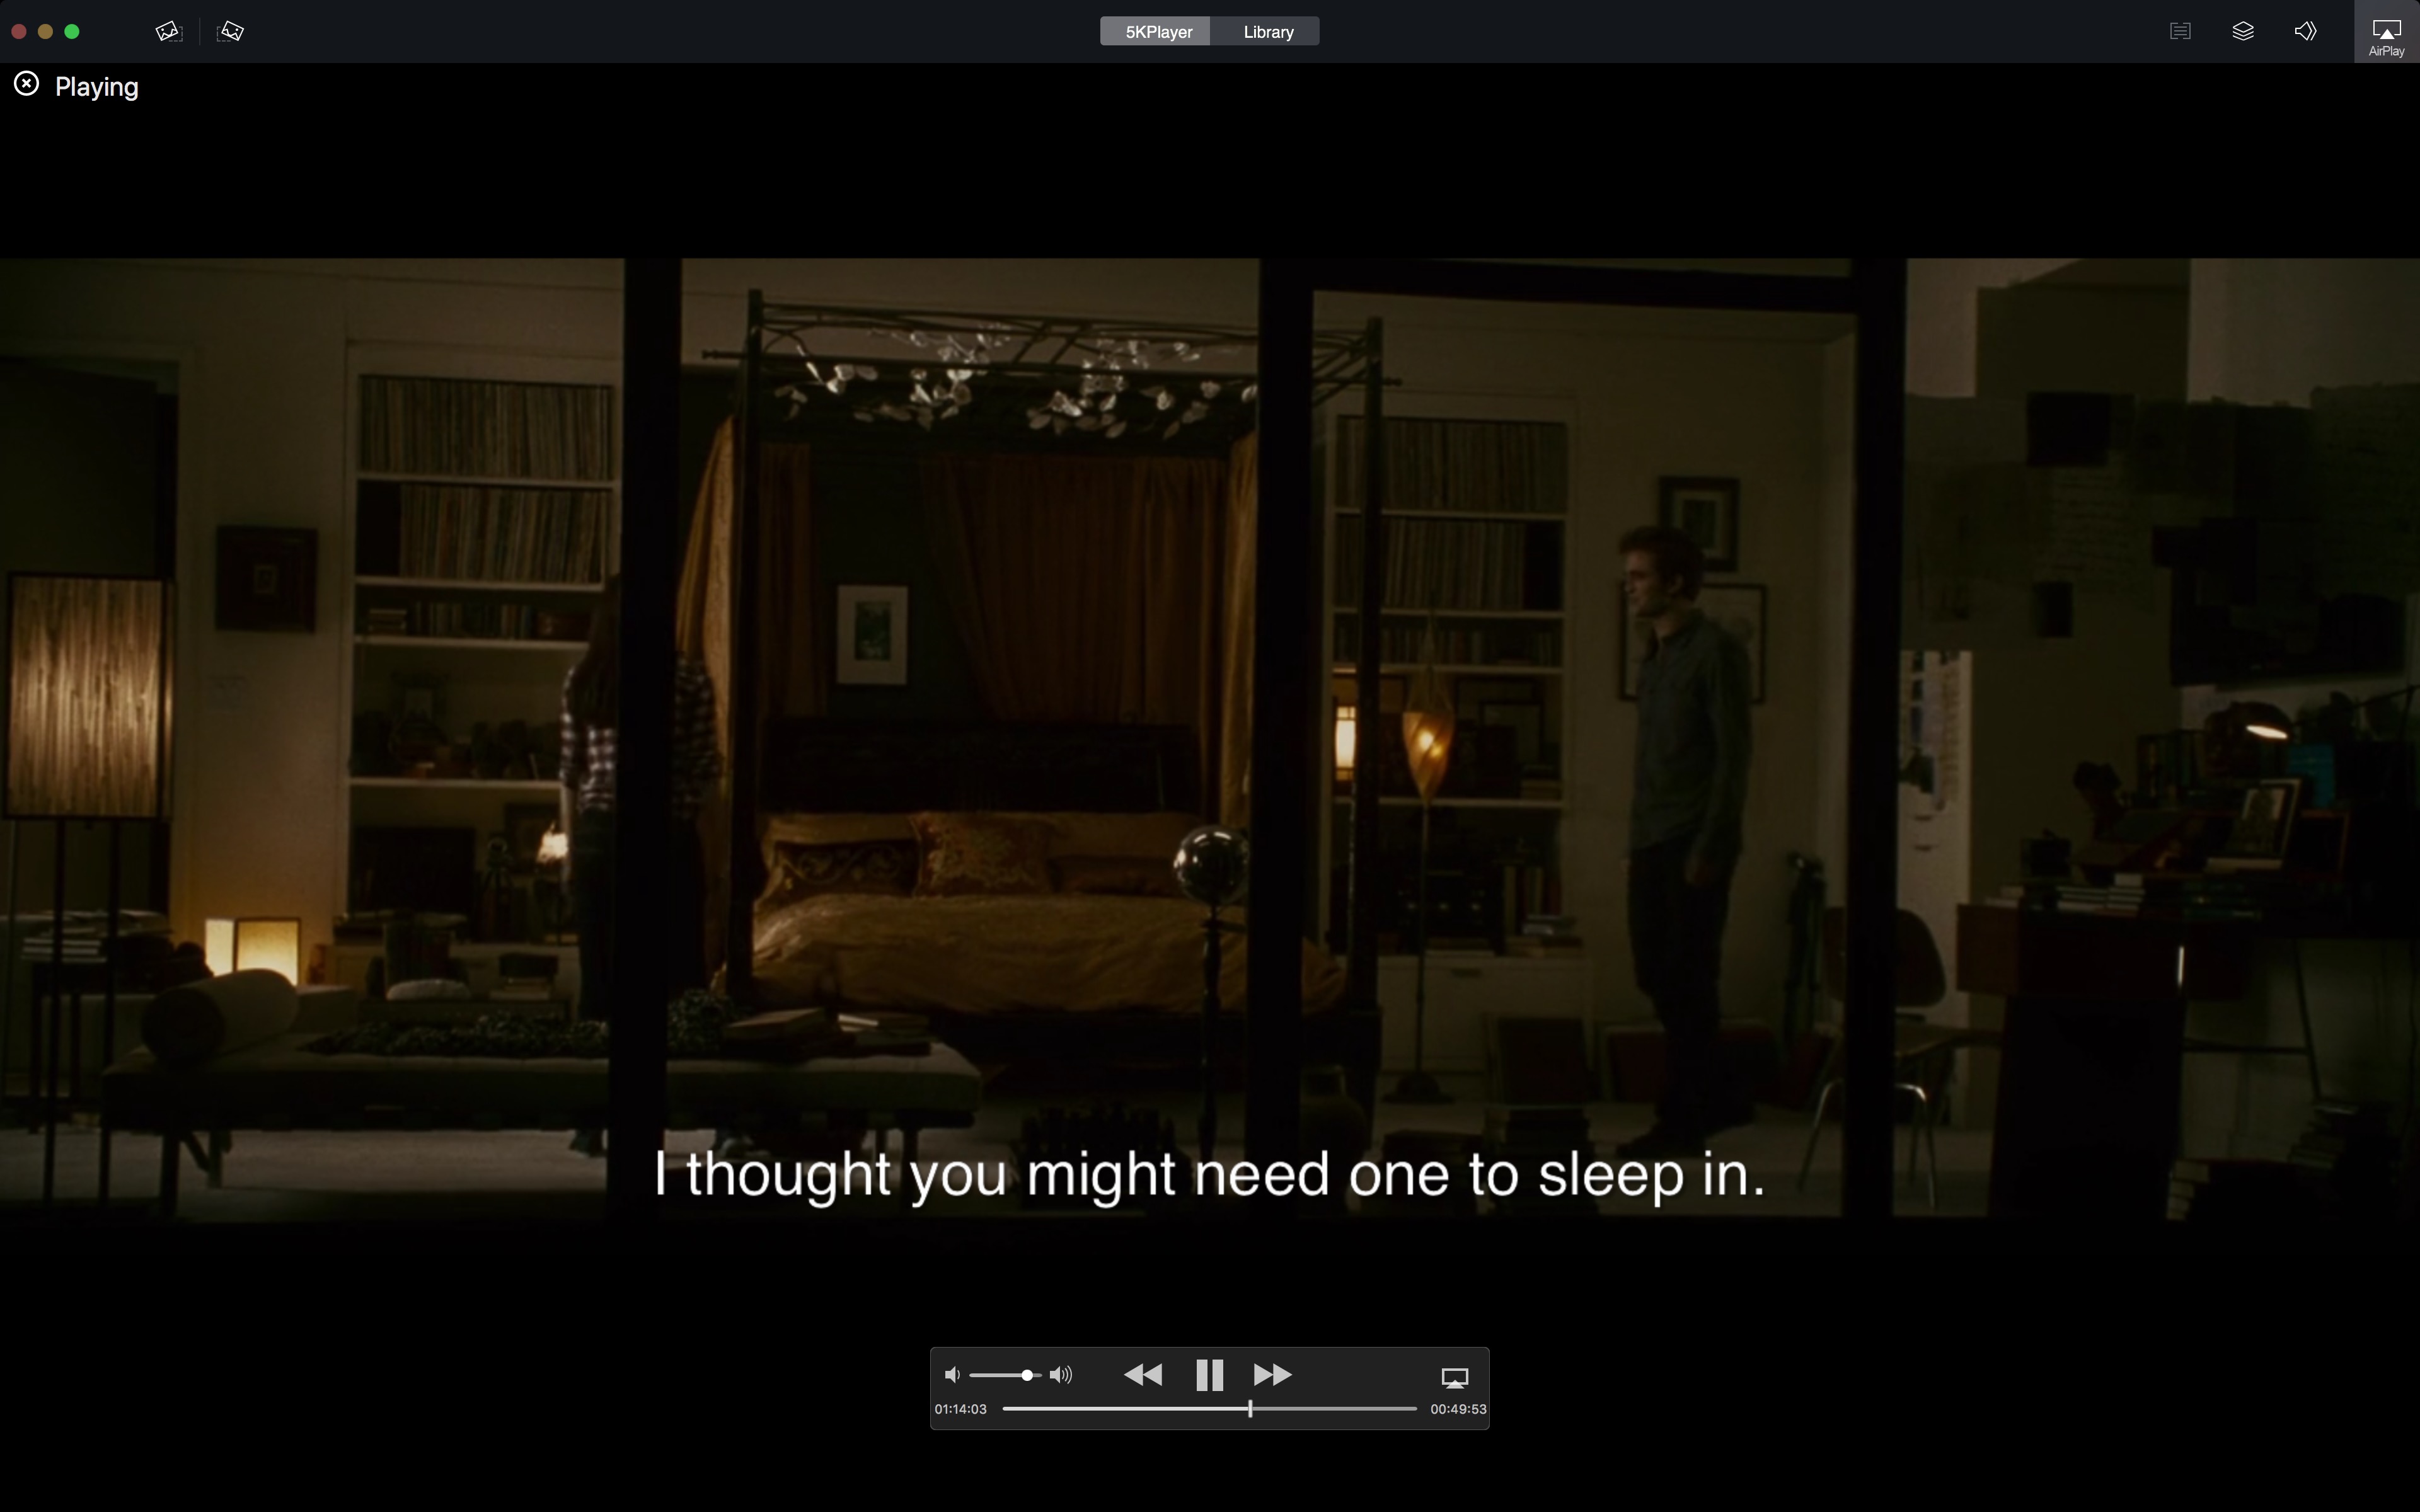 5KPlayer Library
AirPlay
Playing
I thought you might need one to sleep in.
01:14:03 00:49:53